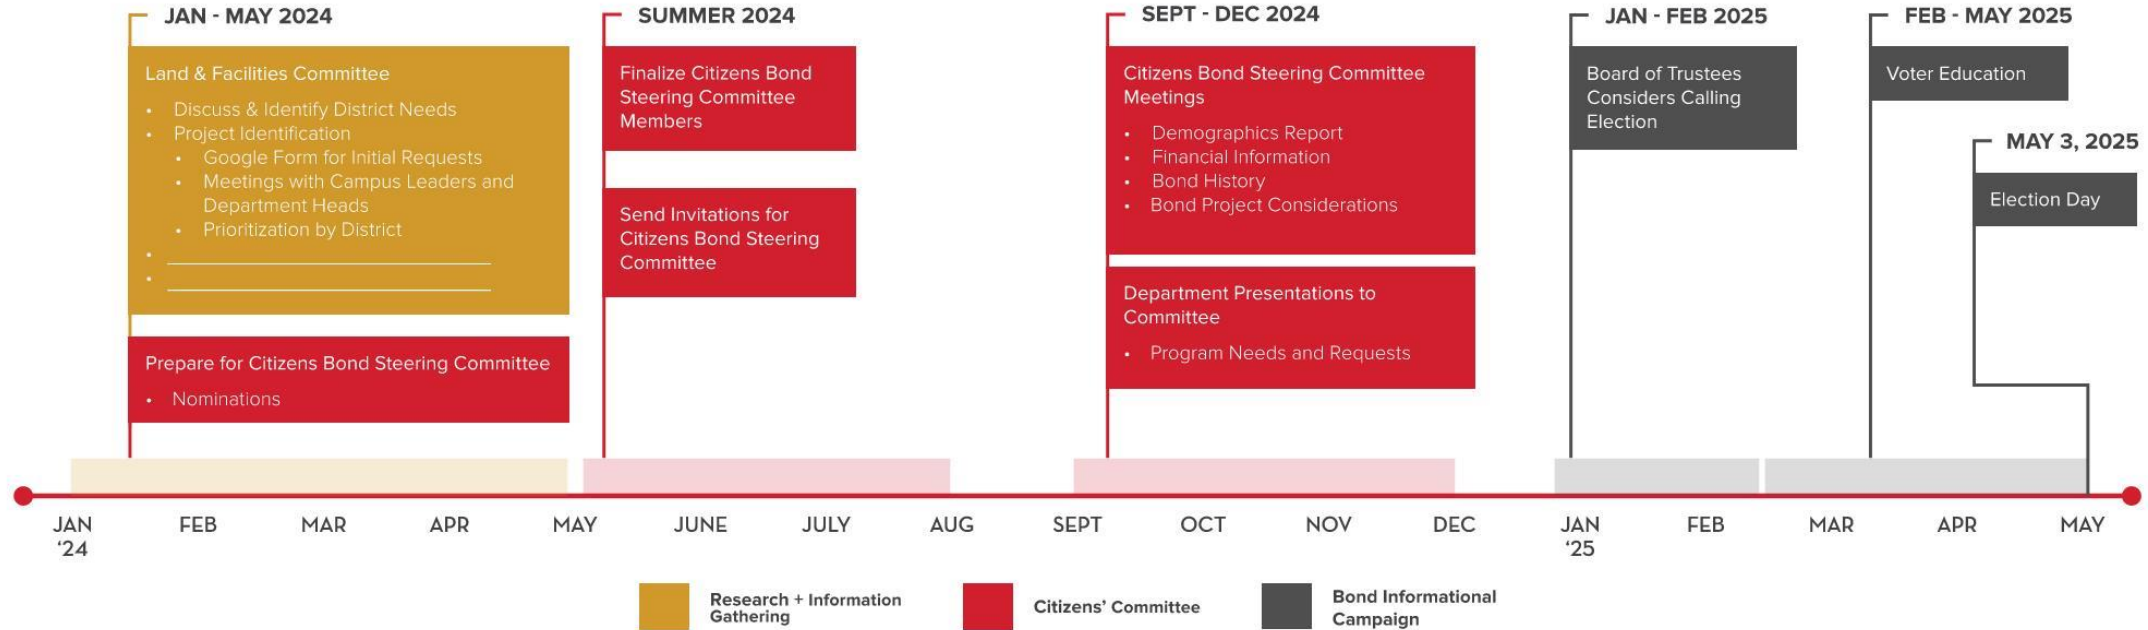 JAN - MAY 2024
Land & Facilities Committee
• Discuss & Identify District Needs
• Project Identification
• Google Form for Initial Requests
• Meetings with Campus Leaders and
Department Heads
• Prioritization by District
Prepare for Citizens Bond Steering Committee
• Nominations
SUMMER 2024
Finalize Citizens Bond
Steering Committee
Members
Send Invitations for
Citizens Bond Steering
Committee
SEPT - DEC 2024
Citizens Bond Steering Committee
Meetings
• Demographics Report
• Financial Information
• Bond History
• Bond Project Considerations
Department Presentations to
Committee
• Program Needs and Requests
JAN - FEB 2025
Board of Trustees
Considers Calling
Election
FEB - MAY 2025
Voter Education
MAY 3, 2025
Election Day
JAN FEB MAR APR MAY JUNE JULY AUG SEPT OCT NOV DEC JAN FEB MAR APR MAY
‘24 ‘25
Research + Information
Gathering
Citizens’ Committee
Bond Informational
Campaign